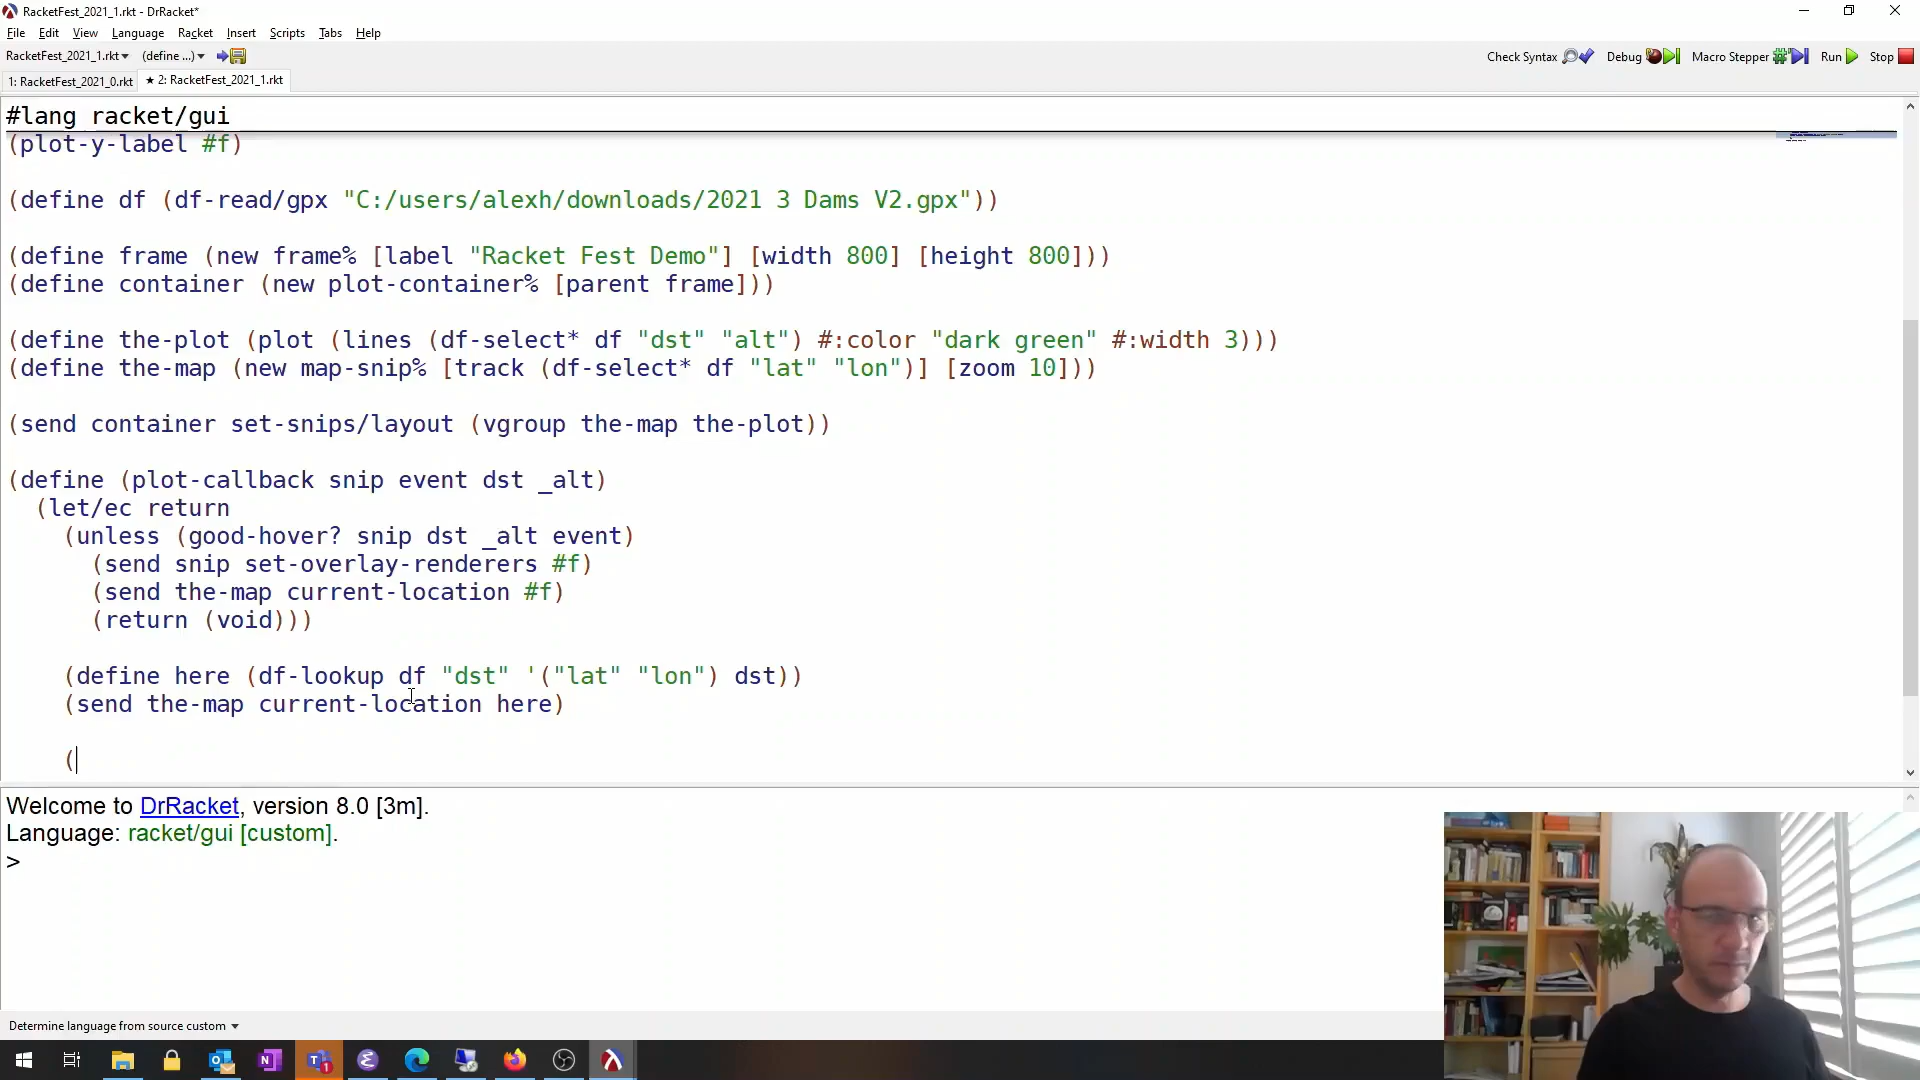 RacketFest_2021_1.rkt - DrRacket*
File Edit View Language Racket Insert Scripts Tabs Help
RacketFest_2021_1.rkt▾ (define ...)▾ Check Syntax Debug Macro Stepper Run Stop
1: RacketFest_2021_0.rkt ★ 2: RacketFest_2021_1.rkt
#lang racket/gui
(plot-y-label #f)
(define df (df-read/gpx "C:/users/alexh/downloads/2021 3 Dams V2.gpx"))
(define frame (new frame% [label "Racket Fest Demo"] [width 800] [height 800]))
(define container (new plot-container% [parent frame]))
(define the-plot (plot (lines (df-select* df "dst" "alt") #:color "dark green" #:width 3)))
(define the-map (new map-snip% [track (df-select* df "lat" "lon")] [zoom 10]))
(send container set-snips/layout (vgroup the-map the-plot))
(define (plot-callback snip event dst _alt)
(let/ec return
(unless (good-hover? snip dst _alt event)
(send snip set-overlay-renderers #f)
(send the-map current-location #f)
(return (void)))
(define here (df-lookup df "dst" '("lat" "lon") dst))
(send the-map current-location here)
(
Welcome to DrRacket, version 8.0 [3m].
Language: racket/gui [custom].
>
Determine language from source custom ▾